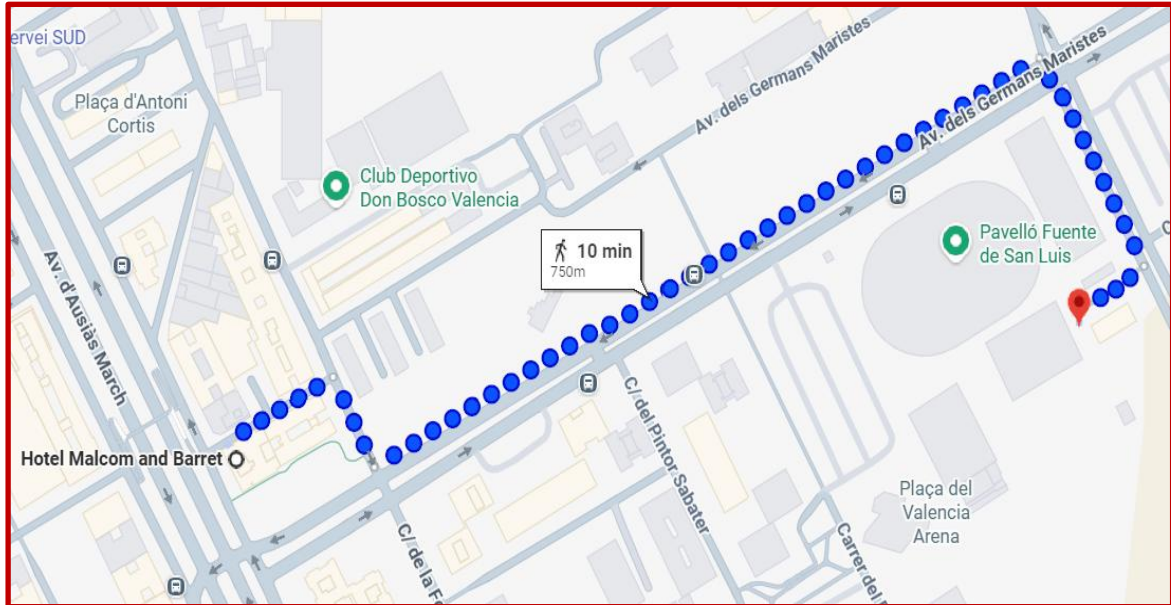 ervei SUD
Plaça d'Antoni
Cortis
Av. dels Germans Maristes
Av. dels Germans Maristes
Club Deportivo
Don Bosco Valencia
10 min
750m
Pavelló Fuente
de San Luis
Av. d'Ausiàs March
Hotel Malcom and Barret
C/ del Pintor Sabater
Plaça del
Valencia
Arena
C/ de la Fo
Carrer del